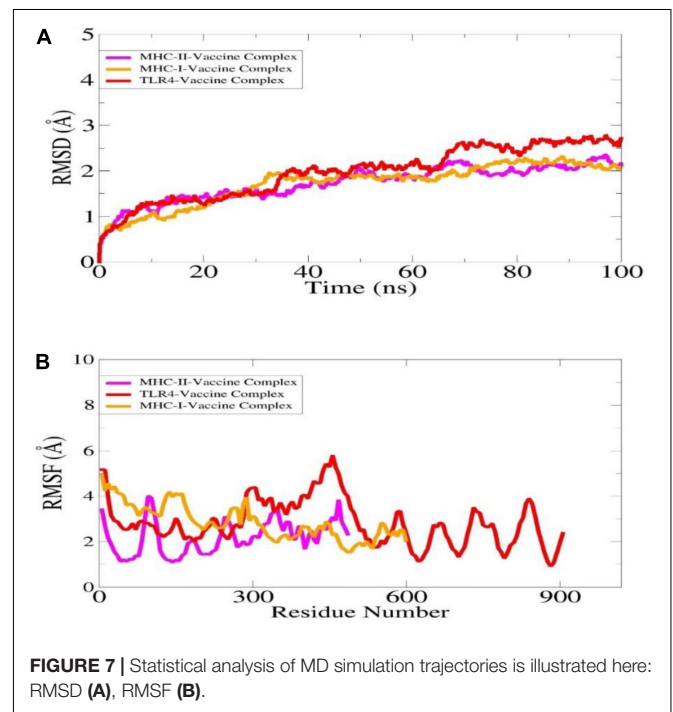 A
5
MHC-II-Vaccine Complex
MHC-I-Vaccine Complex
TLR4-Vaccine Complex
4
3
2
1
0
RMSD (Å)
0 20 40 60 80 100
Time (ns)
B
10
MHC-II-Vaccine Complex
TLR4-Vaccine Complex
MHC-I-Vaccine Complex
8
6
4
2
0
RMSF (Å)
0 300 600 900
Residue Number
FIGURE 7 | Statistical analysis of MD simulation trajectories is illustrated here:
RMSD (A), RMSF (B).